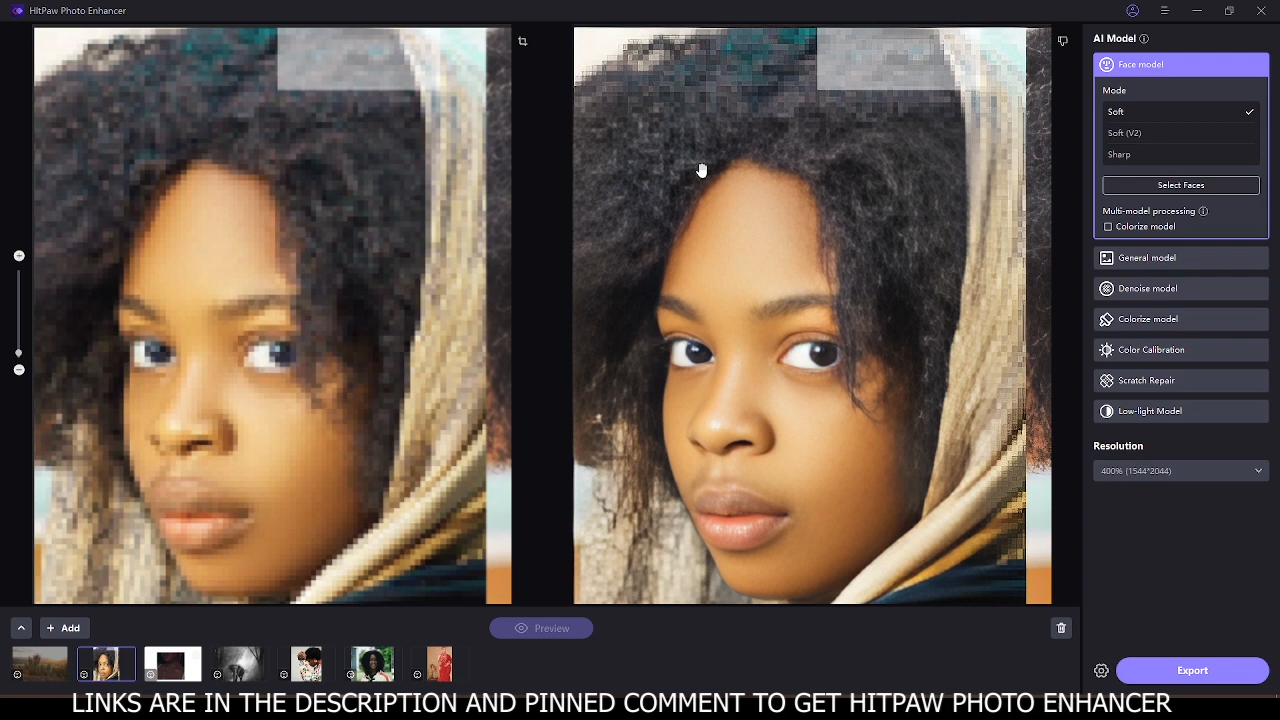 HitPaw Photo Enhancer
AI Model
Face model
Mode
Soft
Soft (V2)
Sharp
Select Faces
Multi-model processing
Colorize model
General model
Denoise model
Colorize model
Color Calibration
Scratch Repair
Low-light Model
Resolution
400% (1544*2044)
Add
Preview
Export
LINKS ARE IN THE DESCRIPTION AND PINNED COMMENT TO GET HITPAW PHOTO ENHANCER